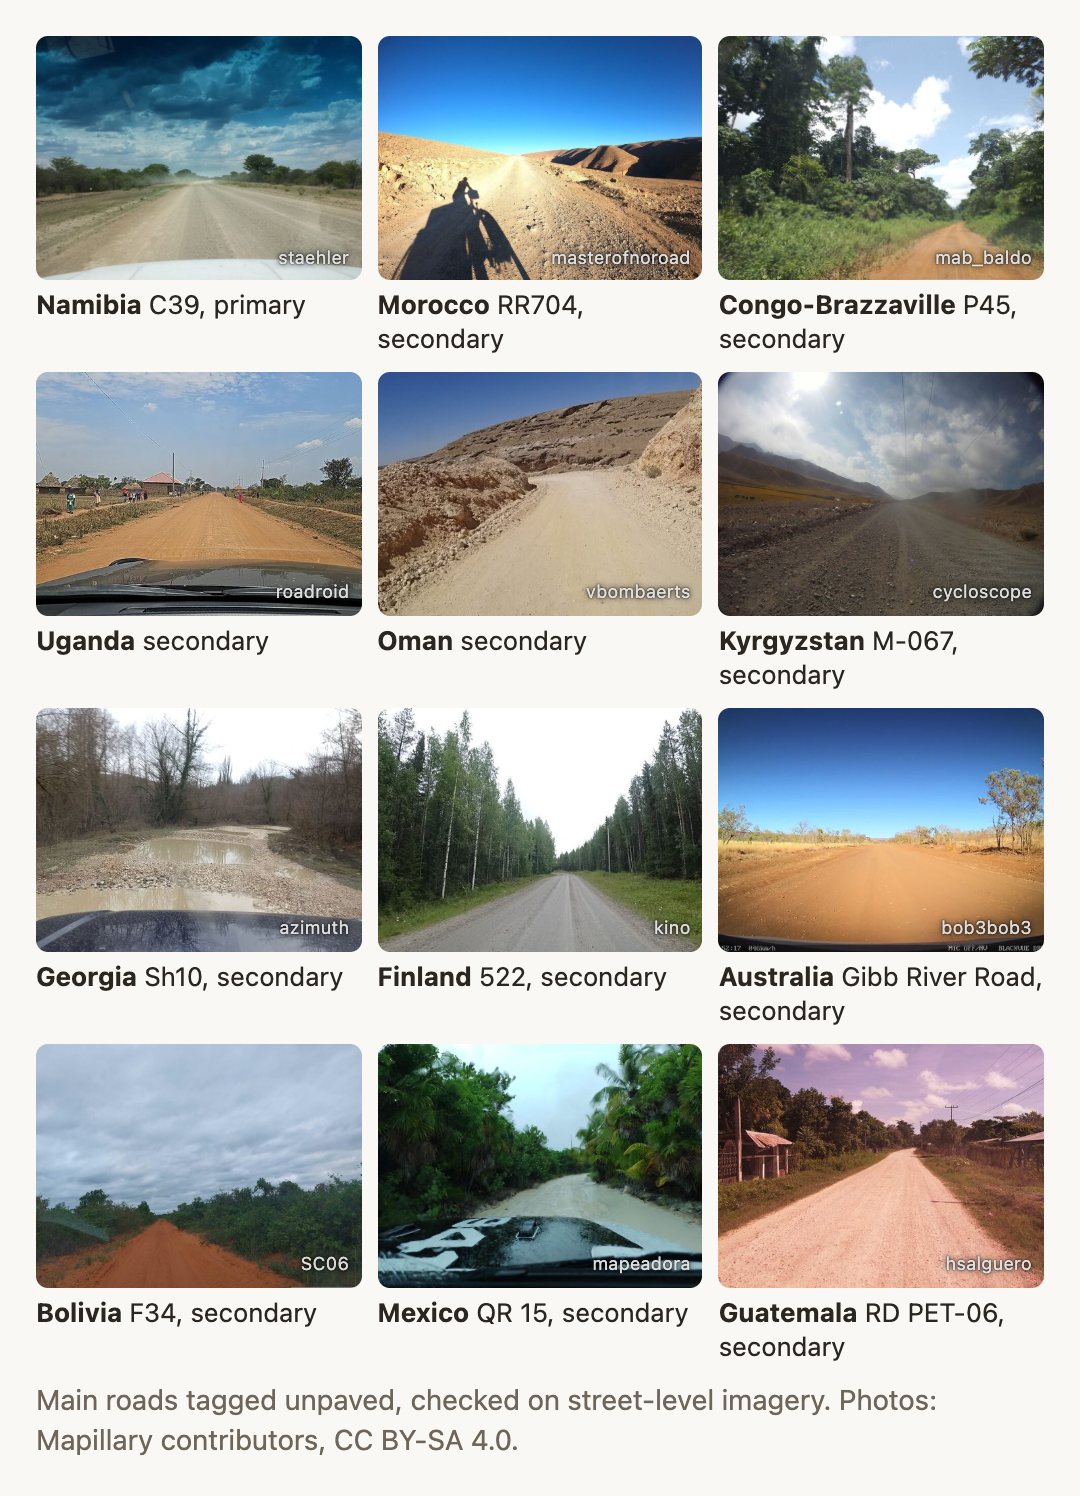 staehler
masterofnoroad
mab_baldo
Namibia C39, primary
Morocco RR704,
secondary
Congo-Brazzaville P45,
secondary
roadroid
vbombaerts
cycloscope
Uganda secondary
Oman secondary
Kyrgyzstan M-067,
secondary
azimuth
kino
bob3bob3
Georgia Sh10, secondary
Finland 522, secondary
Australia Gibb River Road,
secondary
SC06
mapeadora
hsalguero
Bolivia F34, secondary
Mexico QR 15, secondary
Guatemala RD PET-06,
secondary
Main roads tagged unpaved, checked on street-level imagery. Photos:
Mapillary contributors, CC BY-SA 4.0.